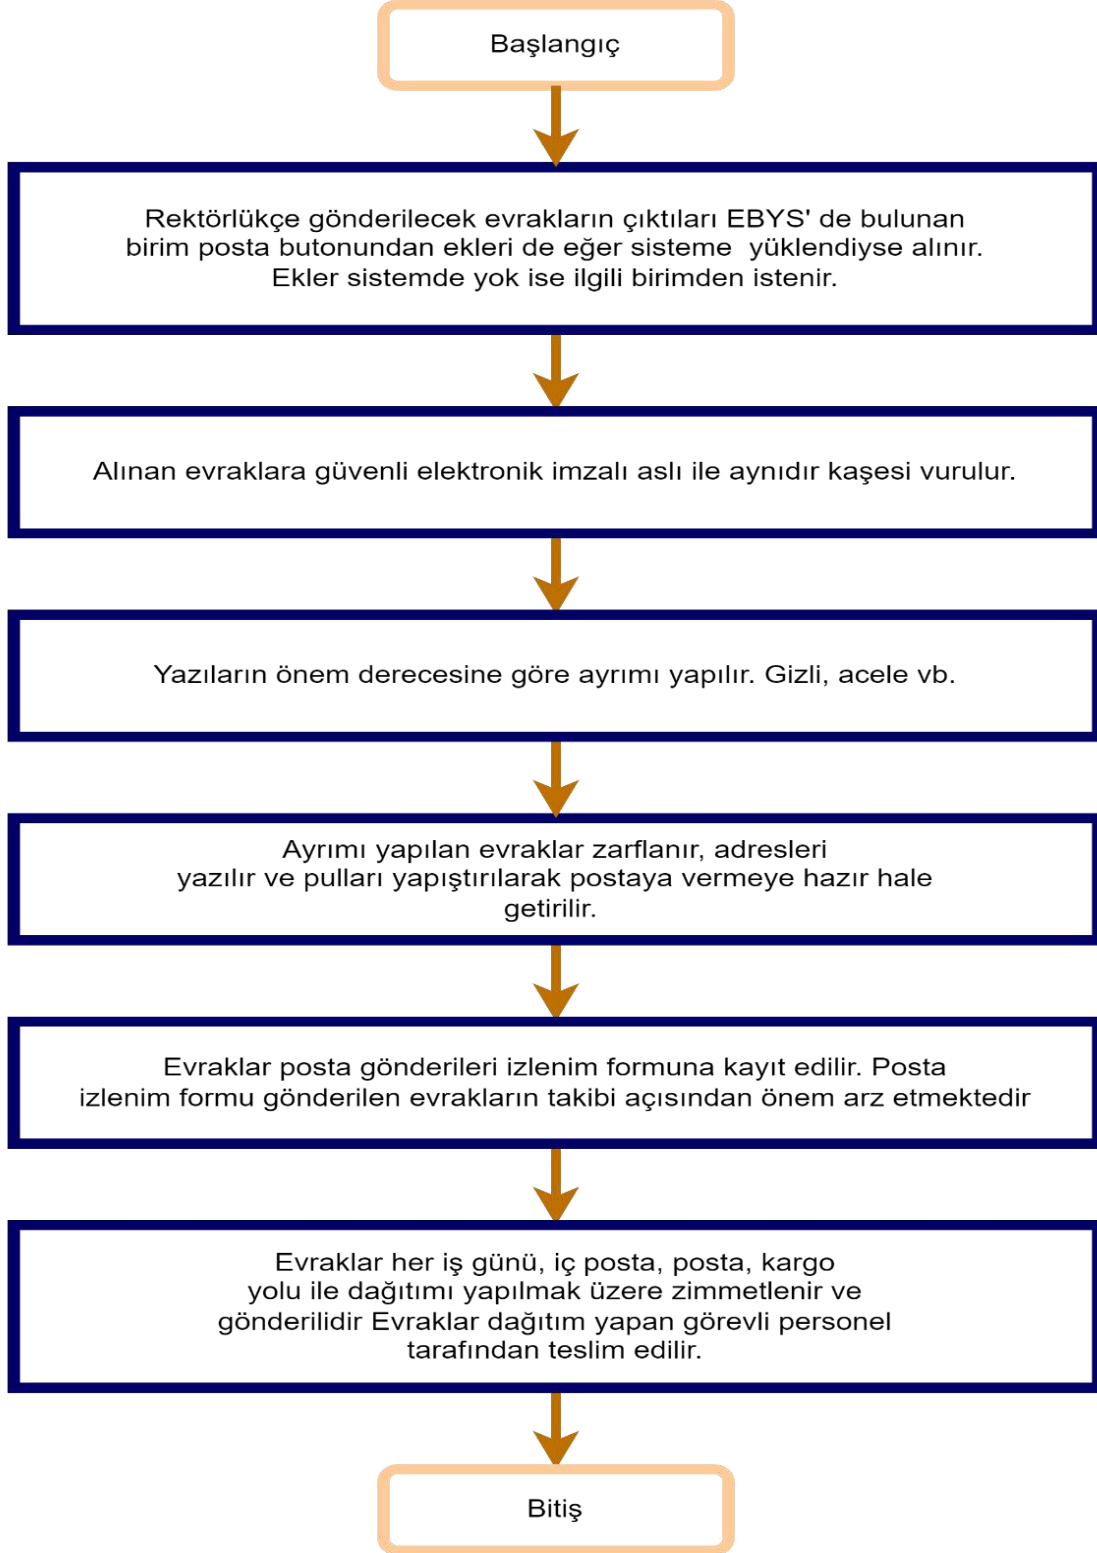 Başlangıç
Rektörlükçe gönderilecek evrakların çıktıları EBYS' de bulunan
birim posta butonundan ekleri de eğer sisteme  yüklendiyse alınır.
Ekler sistemde yok ise ilgili birimden istenir.
Alınan evraklara güvenli elektronik imzalı aslı ile aynıdır kaşesi vurulur.
Yazıların önem derecesine göre ayrımı yapılır. Gizli, acele vb.
Ayrımı yapılan evraklar zarflanır, adresleri
yazılır ve pulları yapıştırılarak postaya vermeye hazır hale
getirilir.
Evraklar posta gönderileri izlenim formuna kayıt edilir. Posta
izlenim formu gönderilen evrakların takibi açısından önem arz etmektedir
Evraklar her iş günü, iç posta, posta, kargo
yolu ile dağıtımı yapılmak üzere zimmetlenir ve
gönderilidir Evraklar dağıtım yapan görevli personel
tarafından teslim edilir.
Bitiş